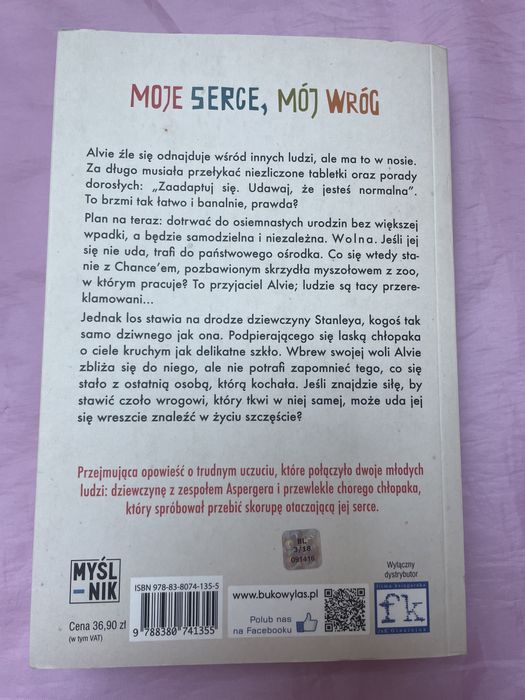 MOJE SERCE, MÓJ WRÓG
Alvie źle się odnajduje wśród innych ludzi, ale ma to w nosie.
Za długo musiała przełykać niezliczone tabletki oraz porady
dorosłych: „Zaadaptuj się. Udawaj, że jesteś normalna”.
To brzmi tak łatwo i banalnie, prawda?
Plan na teraz: dotrwać do osiemnastych urodzin bez większej
wpadki, a będzie samodzielna i niezależna. Wolna. Jeśli jej
się nie uda, trafi do państwowego ośrodka. Co się wtedy sta-
nie z Chance’em, pozbawionym skrzydła myszołowem z zoo,
w którym pracuje? To przyjaciel Alvie; ludzie są tacy prze-
reklamowani...
Jednak los stawia na drodze dziewczyny Stanleya, kogoś tak
samo dziwnego jak ona. Podpierającego się laską chłopaka
o ciele kruchym jak delikatne szkło. Wbrew swojej woli Alvie
zbliża się do niego, ale nie potrafi zapomnieć tego, co się
stało z ostatnią osobą, którą kochała. Jeśli znajdzie siłę, by
stawić czoło wrogowi, który tkwi w niej samej, może uda jej
się wreszcie znaleźć w życiu szczęście?
Przejmująca opowieść o trudnym uczuciu, które połączyło dwoje młodych
ludzi: dziewczynę z zespołem Aspergera i przewlekle chorego chłopaka,
który spróbował przebić skorupę otaczającą jej serce.
BL
3/18
091416
MYŚL
-NIK
Cena 36,90 zł
(w tym VAT)
ISBN 978-83-8074-135-5
9 788380 741355
www.bukowylas.pl
Polub nas
na Facebooku
Wyłączny
dystrybutor
firma księgarska
fk